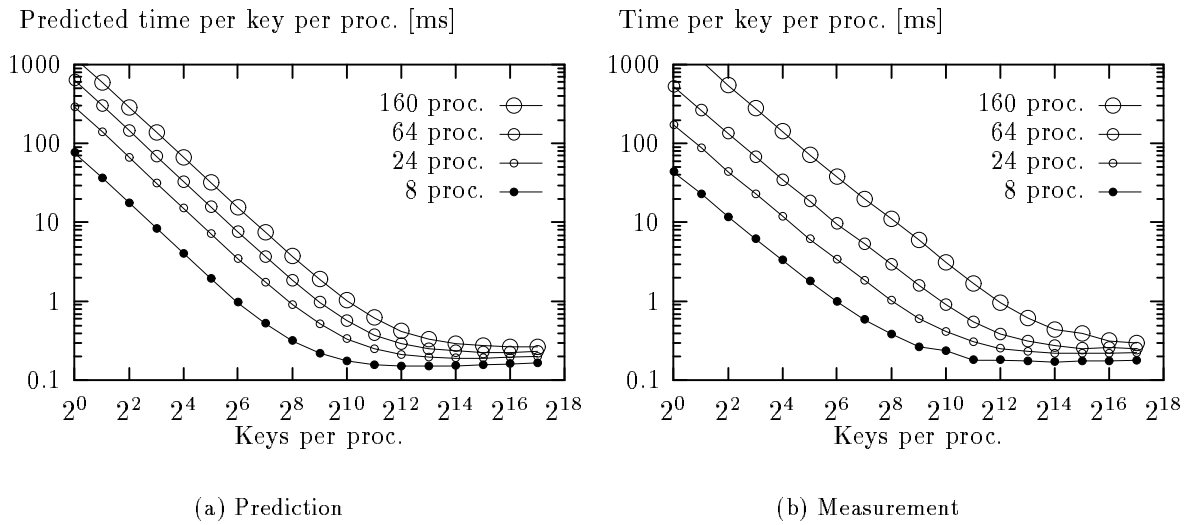 Predicted time per key per proc. [ms]
1000
100
10
1
0.1
160 proc.
64 proc.
24 proc.
8 proc.
2^0 2^2 2^4 2^6 2^8 2^10 2^12 2^14 2^16 2^18
Keys per proc.
(a) Prediction
Time per key per proc. [ms]
1000
100
10
1
0.1
160 proc.
64 proc.
24 proc.
8 proc.
2^0 2^2 2^4 2^6 2^8 2^10 2^12 2^14 2^16 2^18
Keys per proc.
(b) Measurement